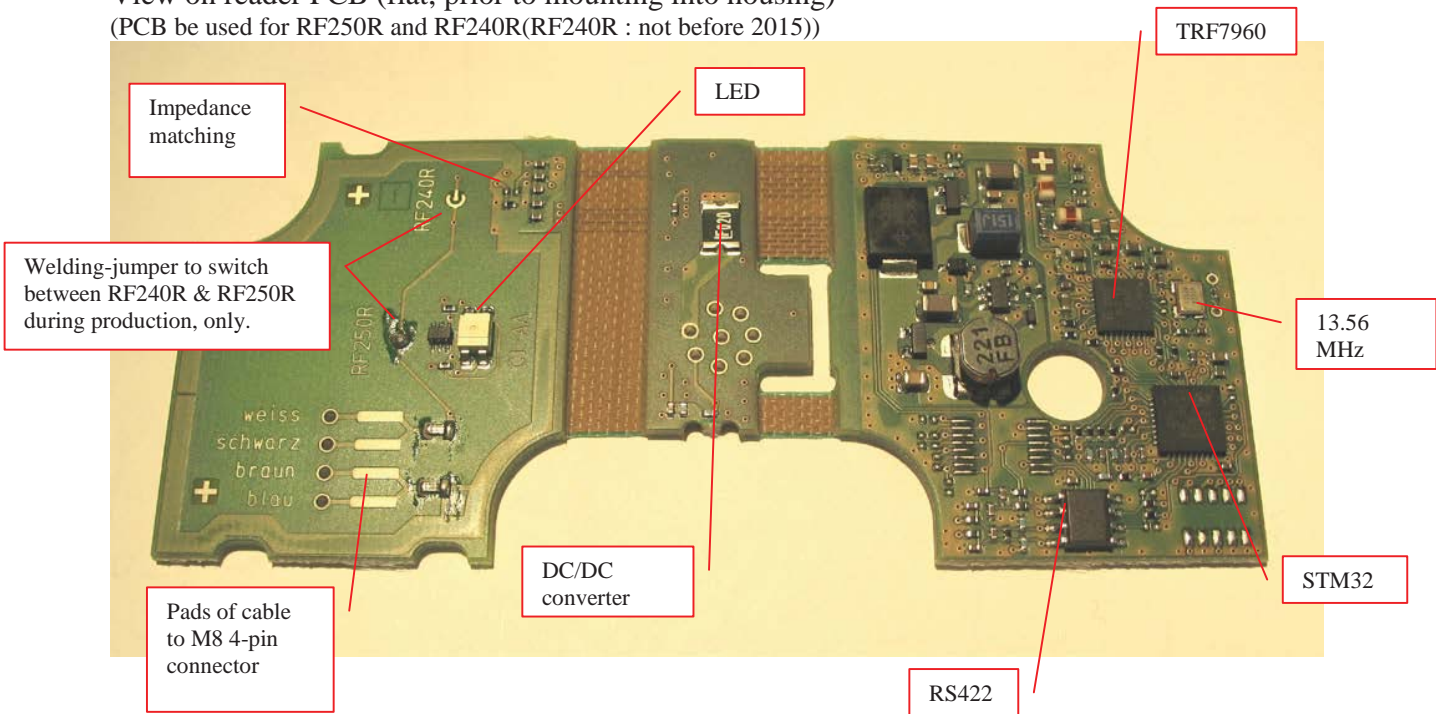 View on reader PCB (flat, prior to mounting into housing)
(PCB be used for RF250R and RF240R(RF240R : not before 2015))
TRF7960
Impedance
matching
LED
RF240R
Welding-jumper to switch
between RF240R & RF250R
during production, only.
RF250R
151J
221
FB
13.56
MHz
weiss
schwarz
braun
blau
DC/DC
converter
STM32
Pads of cable
to M8 4-pin
connector
RS422